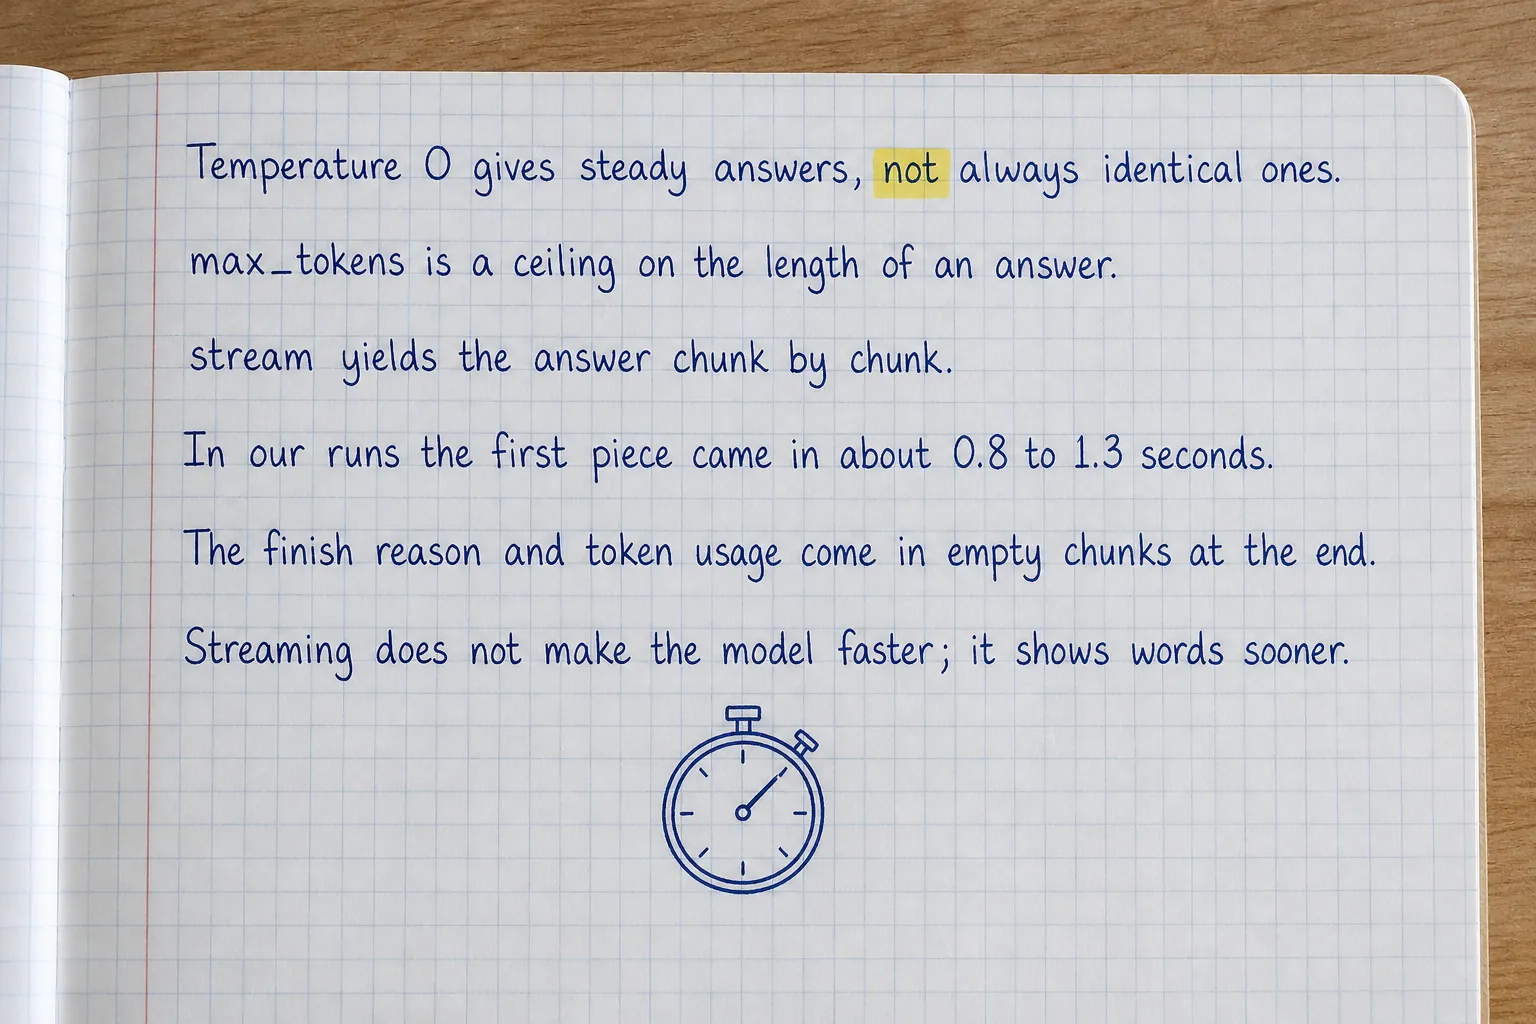 Temperature 0 gives steady answers, not always identical ones.
max_tokens is a ceiling on the length of an answer.
stream yields the answer chunk by chunk.
In our runs the first piece came in about 0.8 to 1.3 seconds.
The finish reason and token usage come in empty chunks at the end.
Streaming does not make the model faster; it shows words sooner.